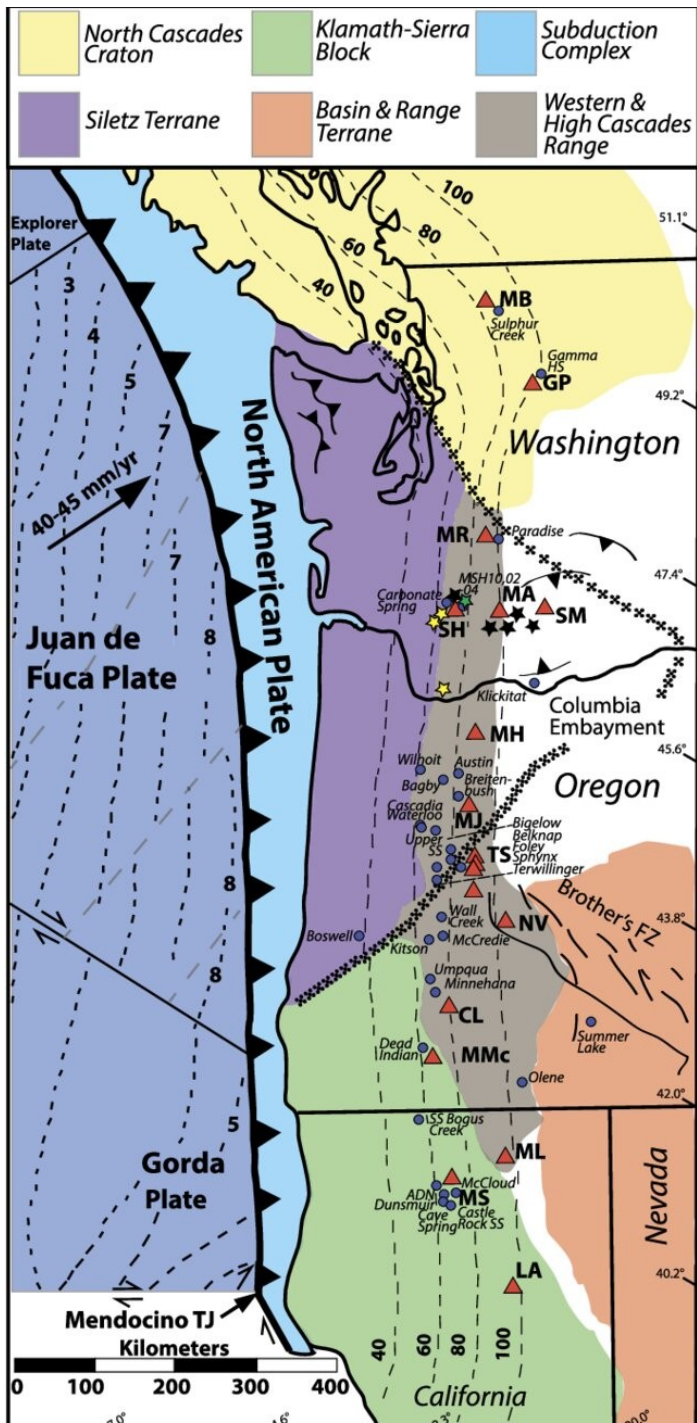 North Cascades
Craton
Klamath-Sierra
Block
Subduction
Complex
Siletz Terrane
Basin & Range
Terrane
Western &
High Cascades
Range
100
80
60
40
51.1°
Explorer
Plate
3
4
5
7
MB
Sulphur
Creek
Gamma
HS
GP
49.2°
Washington
40-45 mm/yr
North American Plate
7
8
MR
Paradise
47.4°
MSH10,02
04
Carbonate
Spring
MA
SM
SH
Juan de
Fuca Plate
Klickitat
Columbia
Embayment
MH
45.6°
Oregon
Wilhoit
Austin
Bagby
Breiten-
bush
MJ
Cascadia
Waterloo
Upper
SS
Bigelow
Belknap
Foley
Sphynx
Terwillinger
TS
8
Brother's FZ
43.8°
Wall
Creek
NV
Boswell
Kitson
McCredie
8
Umpqua
Minnehana
CL
Summer
Lake
Dead
Indian
MMc
Olene
42.0°
5
SS Bogus
Creek
ML
Gorda
Plate
McCloud
ADN
MS
Dunsmuir
Cave
Spring
Castle
Rock SS
Nevada
LA
40.2°
Mendocino TJ
Kilometers
40
60
80
100
0
100
200
300
400
California